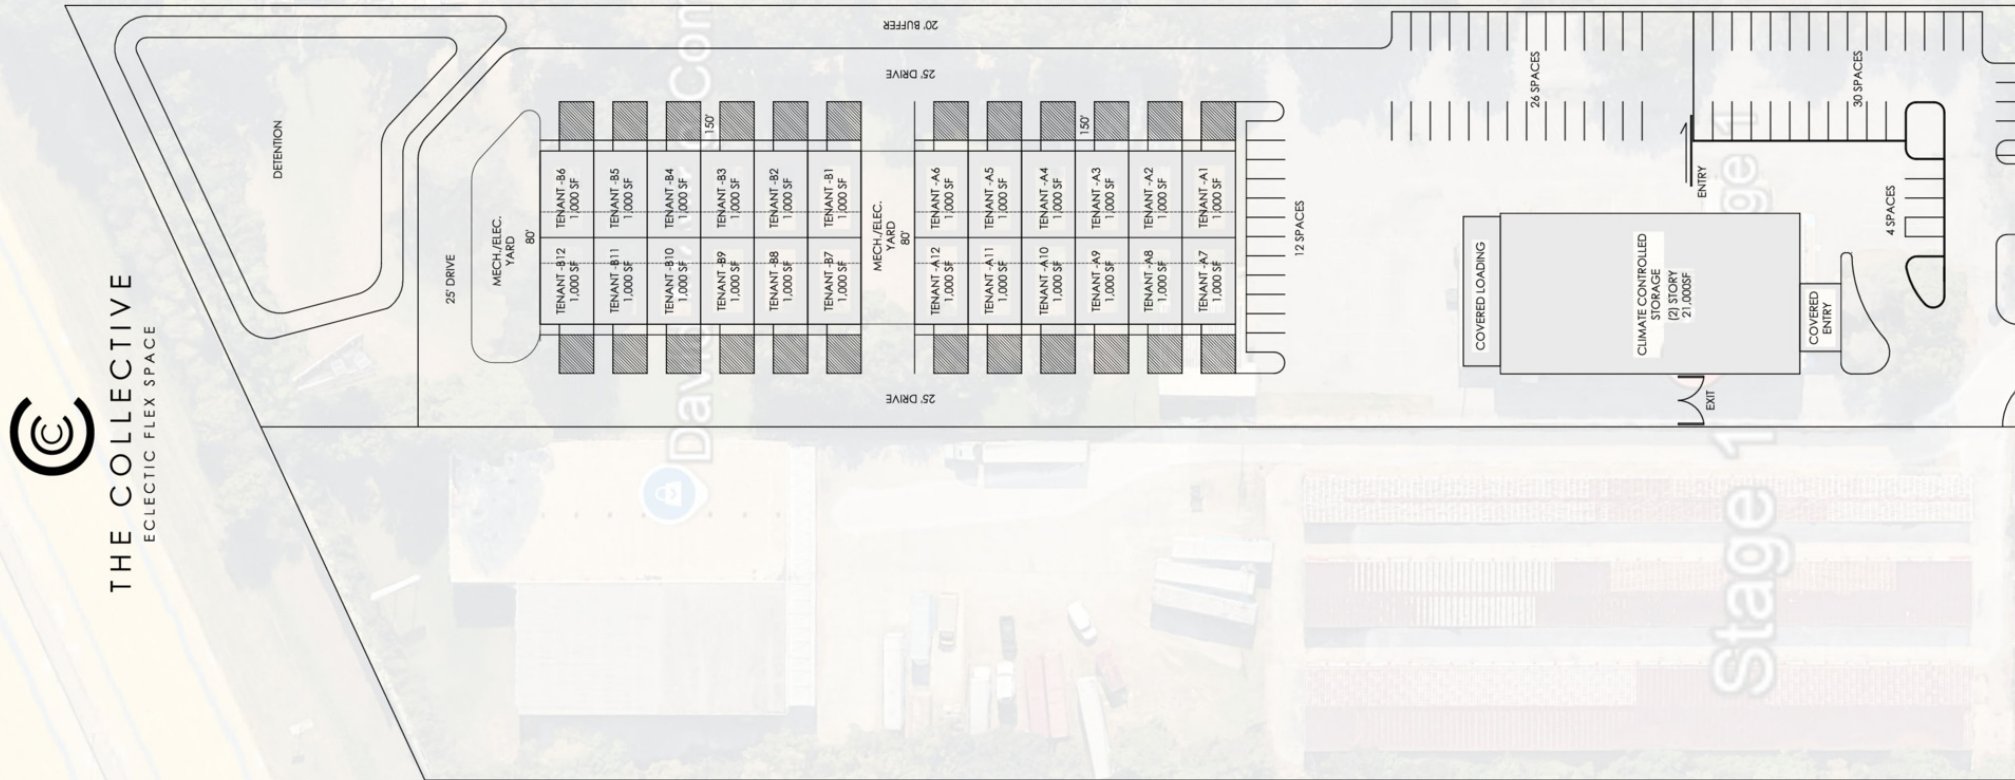 THE COLLECTIVE
ECLECTIC FLEX SPACE
DETENTION
20' BUFFER
25' DRIVE
25' DRIVE
MECH./ELEC.
YARD
80'
150'
TENANT -B6
1,000 SF
TENANT -B5
1,000 SF
TENANT -B4
1,000 SF
TENANT -B3
1,000 SF
TENANT -B2
1,000 SF
TENANT -B1
1,000 SF
TENANT -B12
1,000 SF
TENANT -B11
1,000 SF
TENANT -B10
1,000 SF
TENANT -B9
1,000 SF
TENANT -B8
1,000 SF
TENANT -B7
1,000 SF
MECH./ELEC.
YARD
80'
150'
TENANT -A6
1,000 SF
TENANT -A5
1,000 SF
TENANT -A4
1,000 SF
TENANT -A3
1,000 SF
TENANT -A2
1,000 SF
TENANT -A1
1,000 SF
TENANT -A12
1,000 SF
TENANT -A11
1,000 SF
TENANT -A10
1,000 SF
TENANT -A9
1,000 SF
TENANT -A8
1,000 SF
TENANT -A7
1,000 SF
25' DRIVE
12 SPACES
26 SPACES
30 SPACES
ENTRY
4 SPACES
COVERED LOADING
CLIMATE CONTROLLED
STORAGE
(2) STORY
21,000SF
COVERED
ENTRY
EXIT
Stage 1